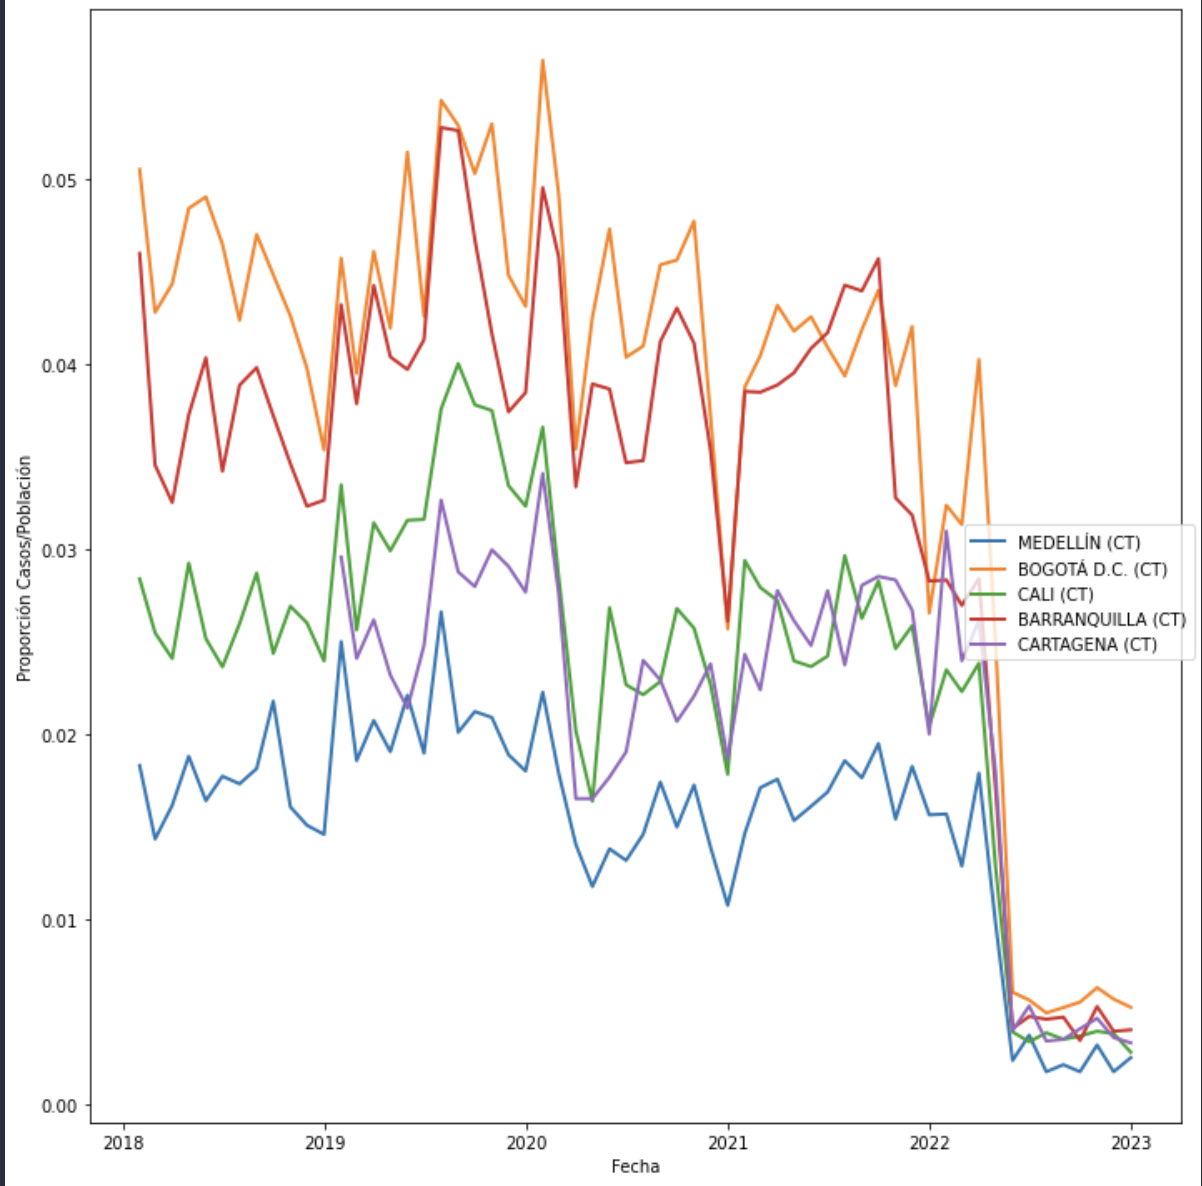 0.05
0.04
0.03
0.02
0.01
0.00
Proporción Casos/Población
MEDELLÍN (CT)
BOGOTÁ D.C. (CT)
CALI (CT)
BARRANQUILLA (CT)
CARTAGENA (CT)
2018 2019 2020 2021 2022 2023
Fecha